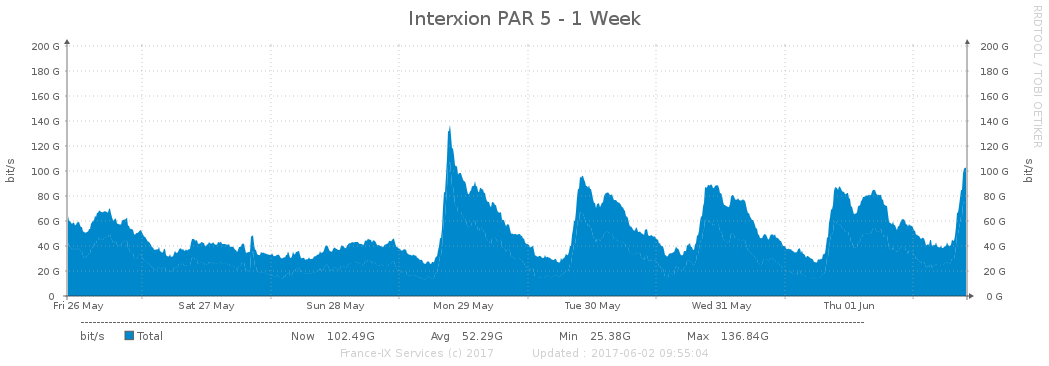 Interxion PAR 5 - 1 Week
RRDTOOL / TOBI OETIKER
bit/s
200 G 200 G
180 G 180 G
160 G 160 G
140 G 140 G
120 G 120 G
100 G 100 G
80 G 80 G
60 G 60 G
40 G 40 G
20 G 20 G
0 0 G
bit/s
Fri 26 May Sat 27 May Sun 28 May Mon 29 May Tue 30 May Wed 31 May Thu 01 Jun
bit/s Total Now 102.49G Avg 52.29G Min 25.38G Max 136.84G
France-IX Services (c) 2017 Updated : 2017-06-02 09:55:04